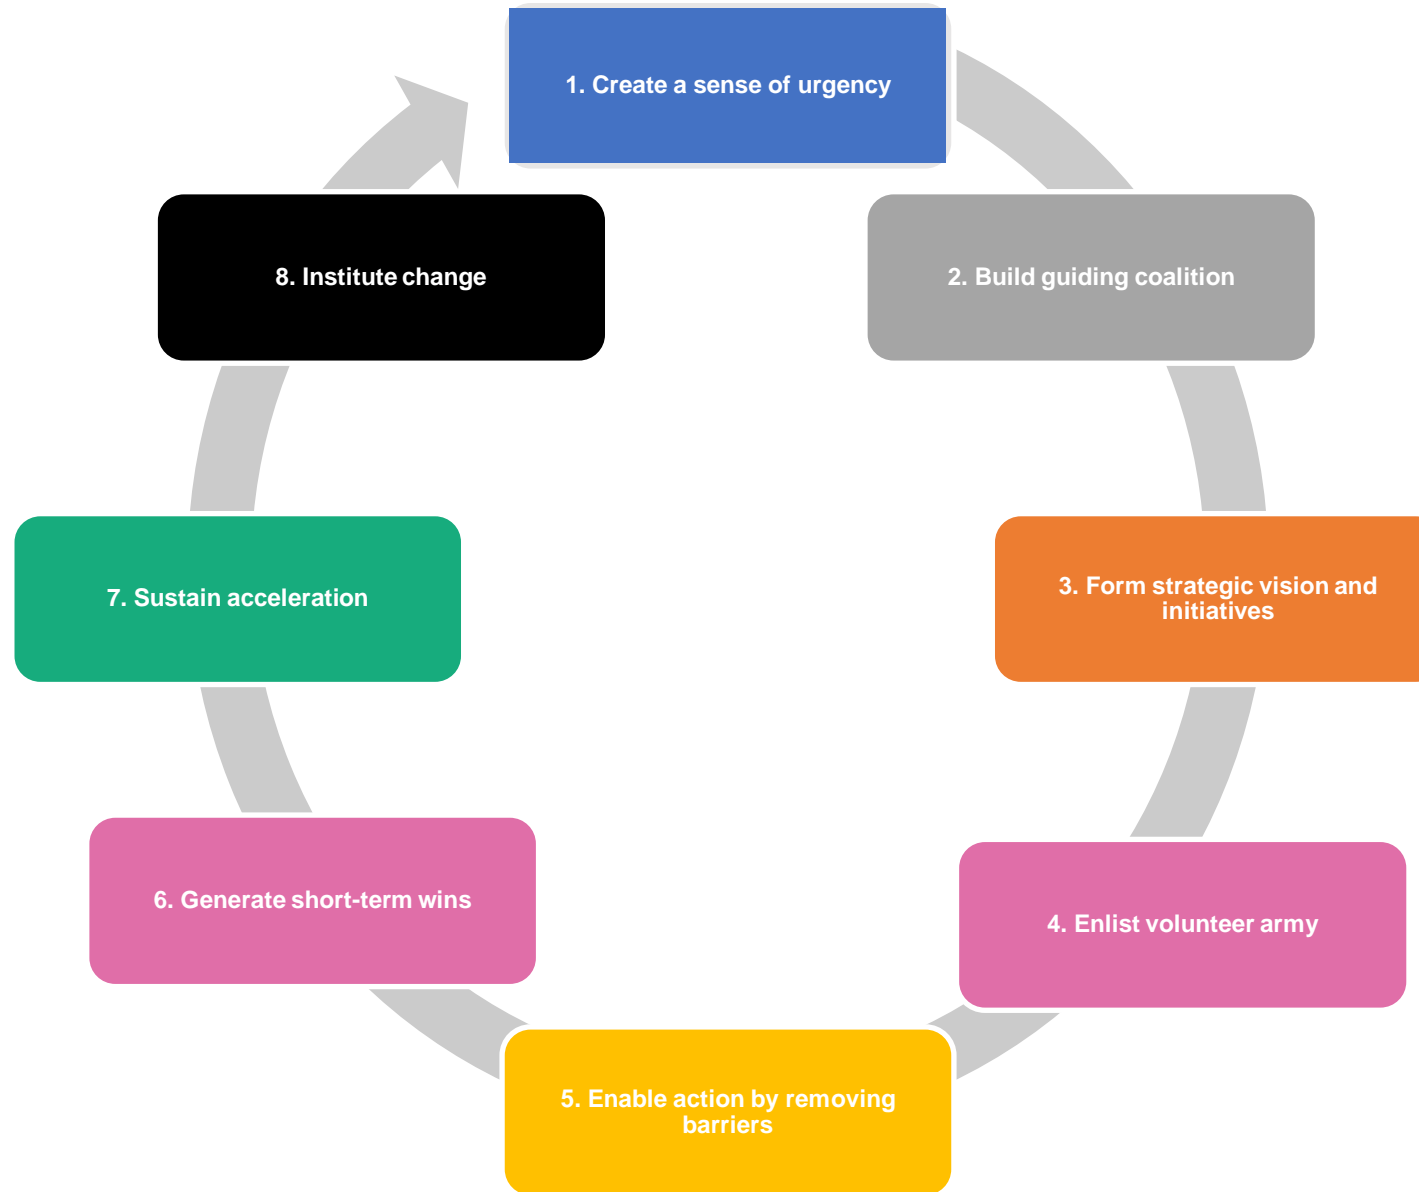 1. Create a sense of urgency
2. Build guiding coalition
3. Form strategic vision and
initiatives
4. Enlist volunteer army
5. Enable action by removing
barriers
6. Generate short-term wins
7. Sustain acceleration
8. Institute change